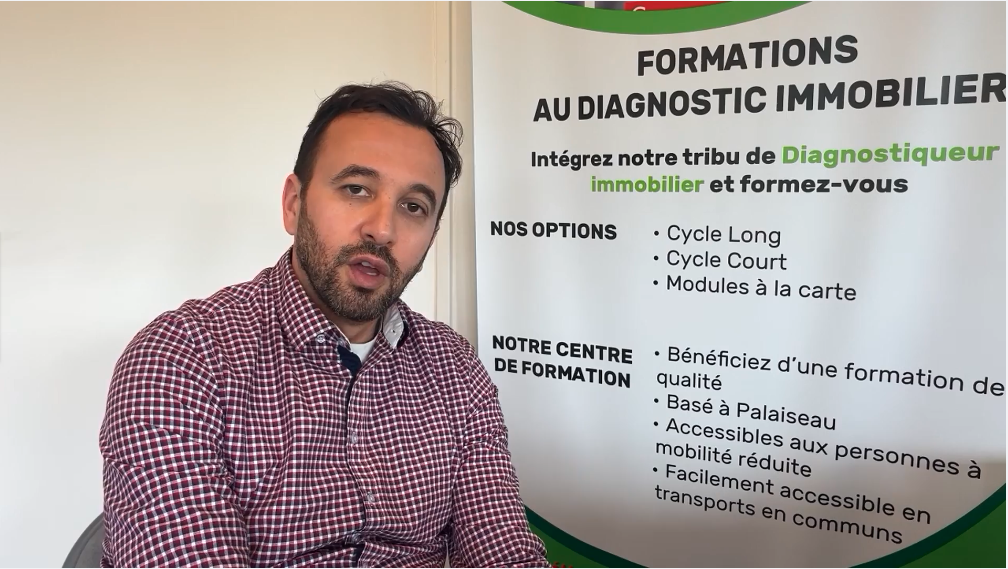 FORMATIONS
AU DIAGNOSTIC IMMOBILIER
Intégrez notre tribu de Diagnostiqueur
immobilier et formez-vous
NOS OPTIONS
• Cycle Long
• Cycle Court
• Modules à la carte
NOTRE CENTRE
DE FORMATION
• Bénéficiez d'une formation de
qualité
• Basé à Palaiseau
• Accessibles aux personnes à
mobilité réduite
• Facilement accessible en
transports en communs